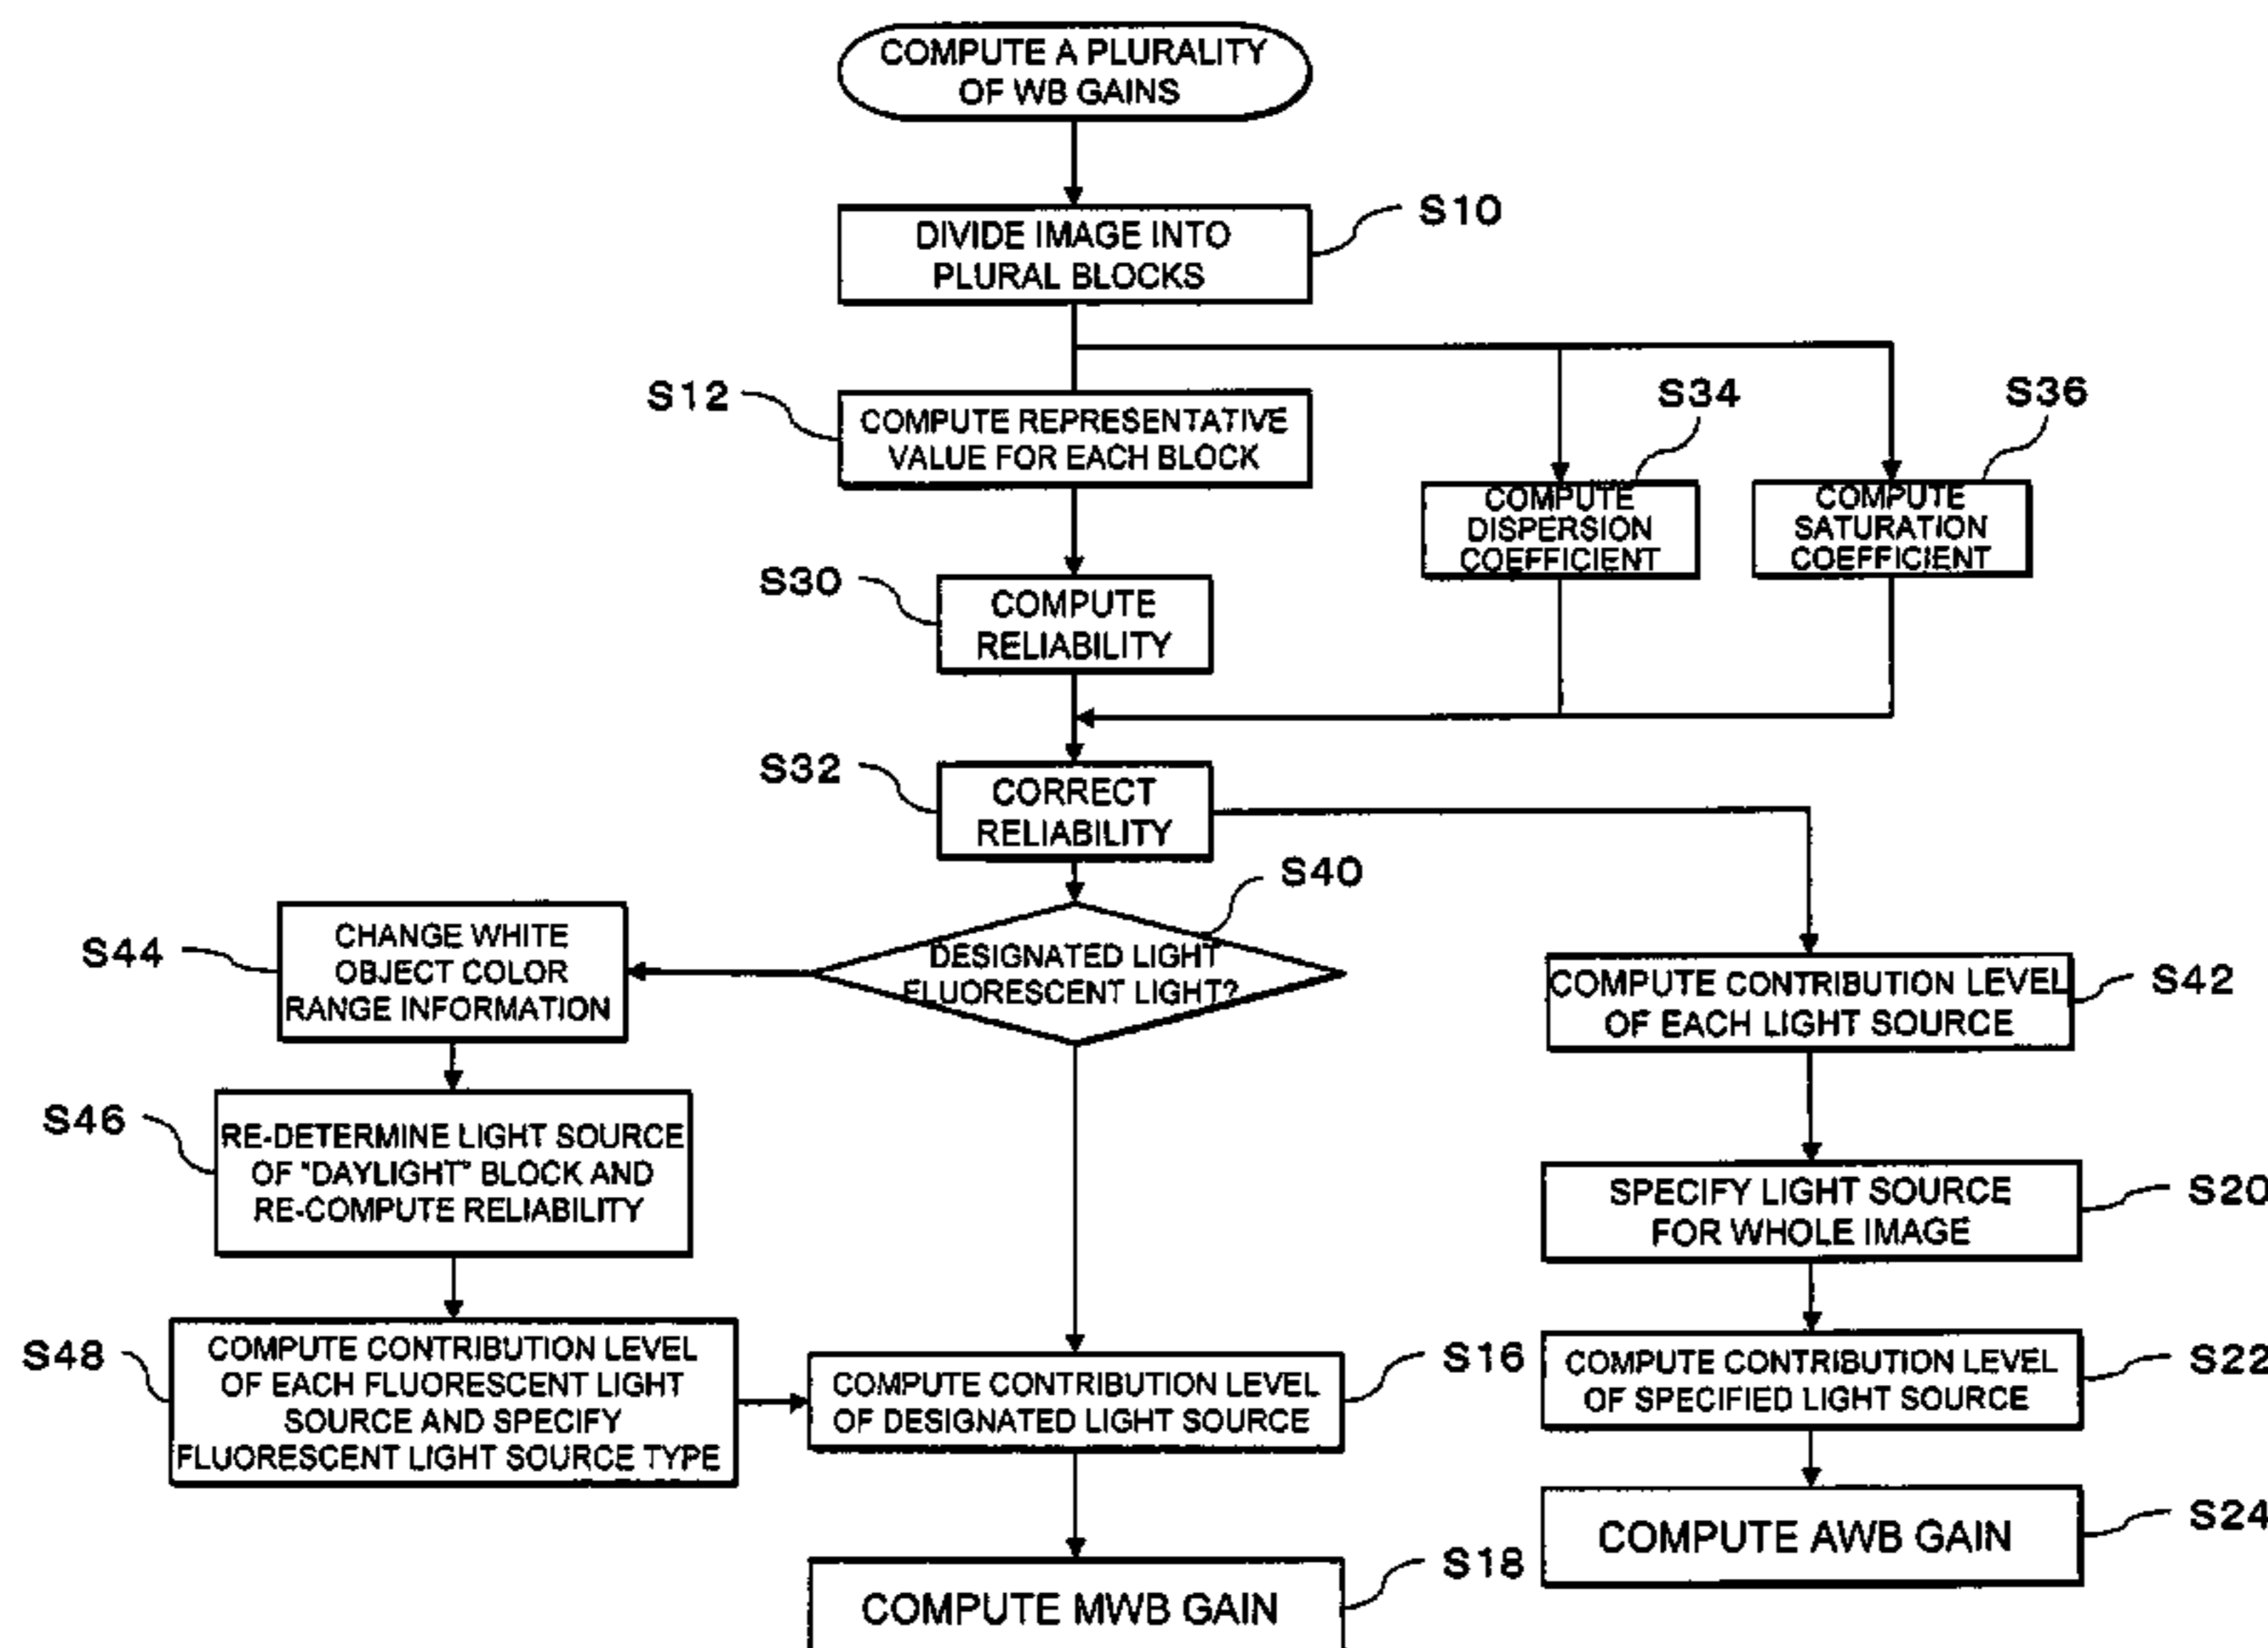 COMPUTE A PLURALITY
OF WB GAINS
S10
DIVIDE IMAGE INTO
PLURAL BLOCKS
S12
COMPUTE REPRESENTATIVE
VALUE FOR EACH BLOCK
S34
COMPUTE
DISPERSION
COEFFICIENT
S36
COMPUTE
SATURATION
COEFFICIENT
S30
COMPUTE
RELIABILITY
S32
CORRECT
RELIABILITY
S40
DESIGNATED LIGHT
FLUORESCENT LIGHT?
S44
CHANGE WHITE
OBJECT COLOR
RANGE INFORMATION
S42
COMPUTE CONTRIBUTION LEVEL
OF EACH LIGHT SOURCE
S46
RE-DETERMINE LIGHT SOURCE
OF "DAYLIGHT" BLOCK AND
RE-COMPUTE RELIABILITY
S20
SPECIFY LIGHT SOURCE
FOR WHOLE IMAGE
S48
COMPUTE CONTRIBUTION LEVEL
OF EACH FLUORESCENT LIGHT
SOURCE AND SPECIFY
FLUORESCENT LIGHT SOURCE TYPE
S16
COMPUTE CONTRIBUTION LEVEL
OF DESIGNATED LIGHT SOURCE
S22
COMPUTE CONTRIBUTION LEVEL
OF SPECIFIED LIGHT SOURCE
S24
COMPUTE AWB GAIN
S18
COMPUTE MWB GAIN